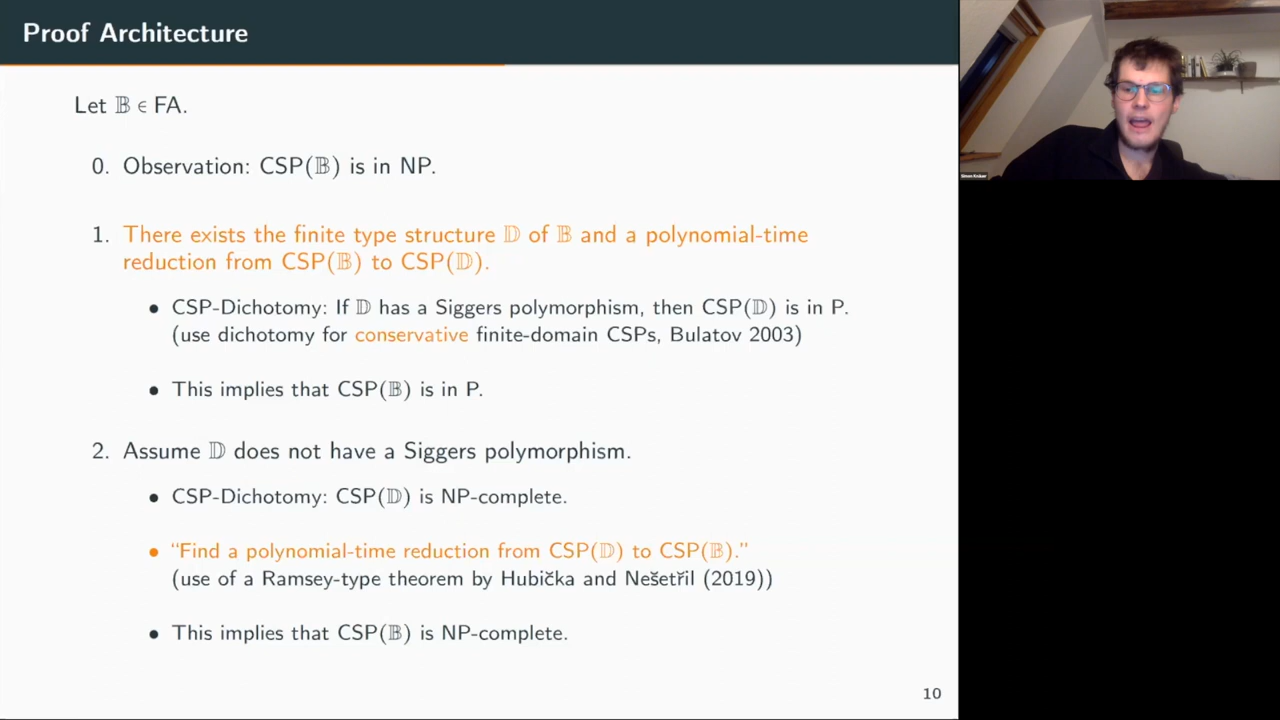 Proof Architecture
Let 𝔹 ∈ FA.
0. Observation: CSP(𝔹) is in NP.
1. There exists the finite type structure 𝔻 of 𝔹 and a polynomial-time
reduction from CSP(𝔹) to CSP(𝔻).
• CSP-Dichotomy: If 𝔻 has a Siggers polymorphism, then CSP(𝔻) is in P.
(use dichotomy for conservative finite-domain CSPs, Bulatov 2003)
• This implies that CSP(𝔹) is in P.
2. Assume 𝔻 does not have a Siggers polymorphism.
• CSP-Dichotomy: CSP(𝔻) is NP-complete.
• “Find a polynomial-time reduction from CSP(𝔻) to CSP(𝔹).”
(use of a Ramsey-type theorem by Hubička and Nešetřil (2019))
• This implies that CSP(𝔹) is NP-complete.
10